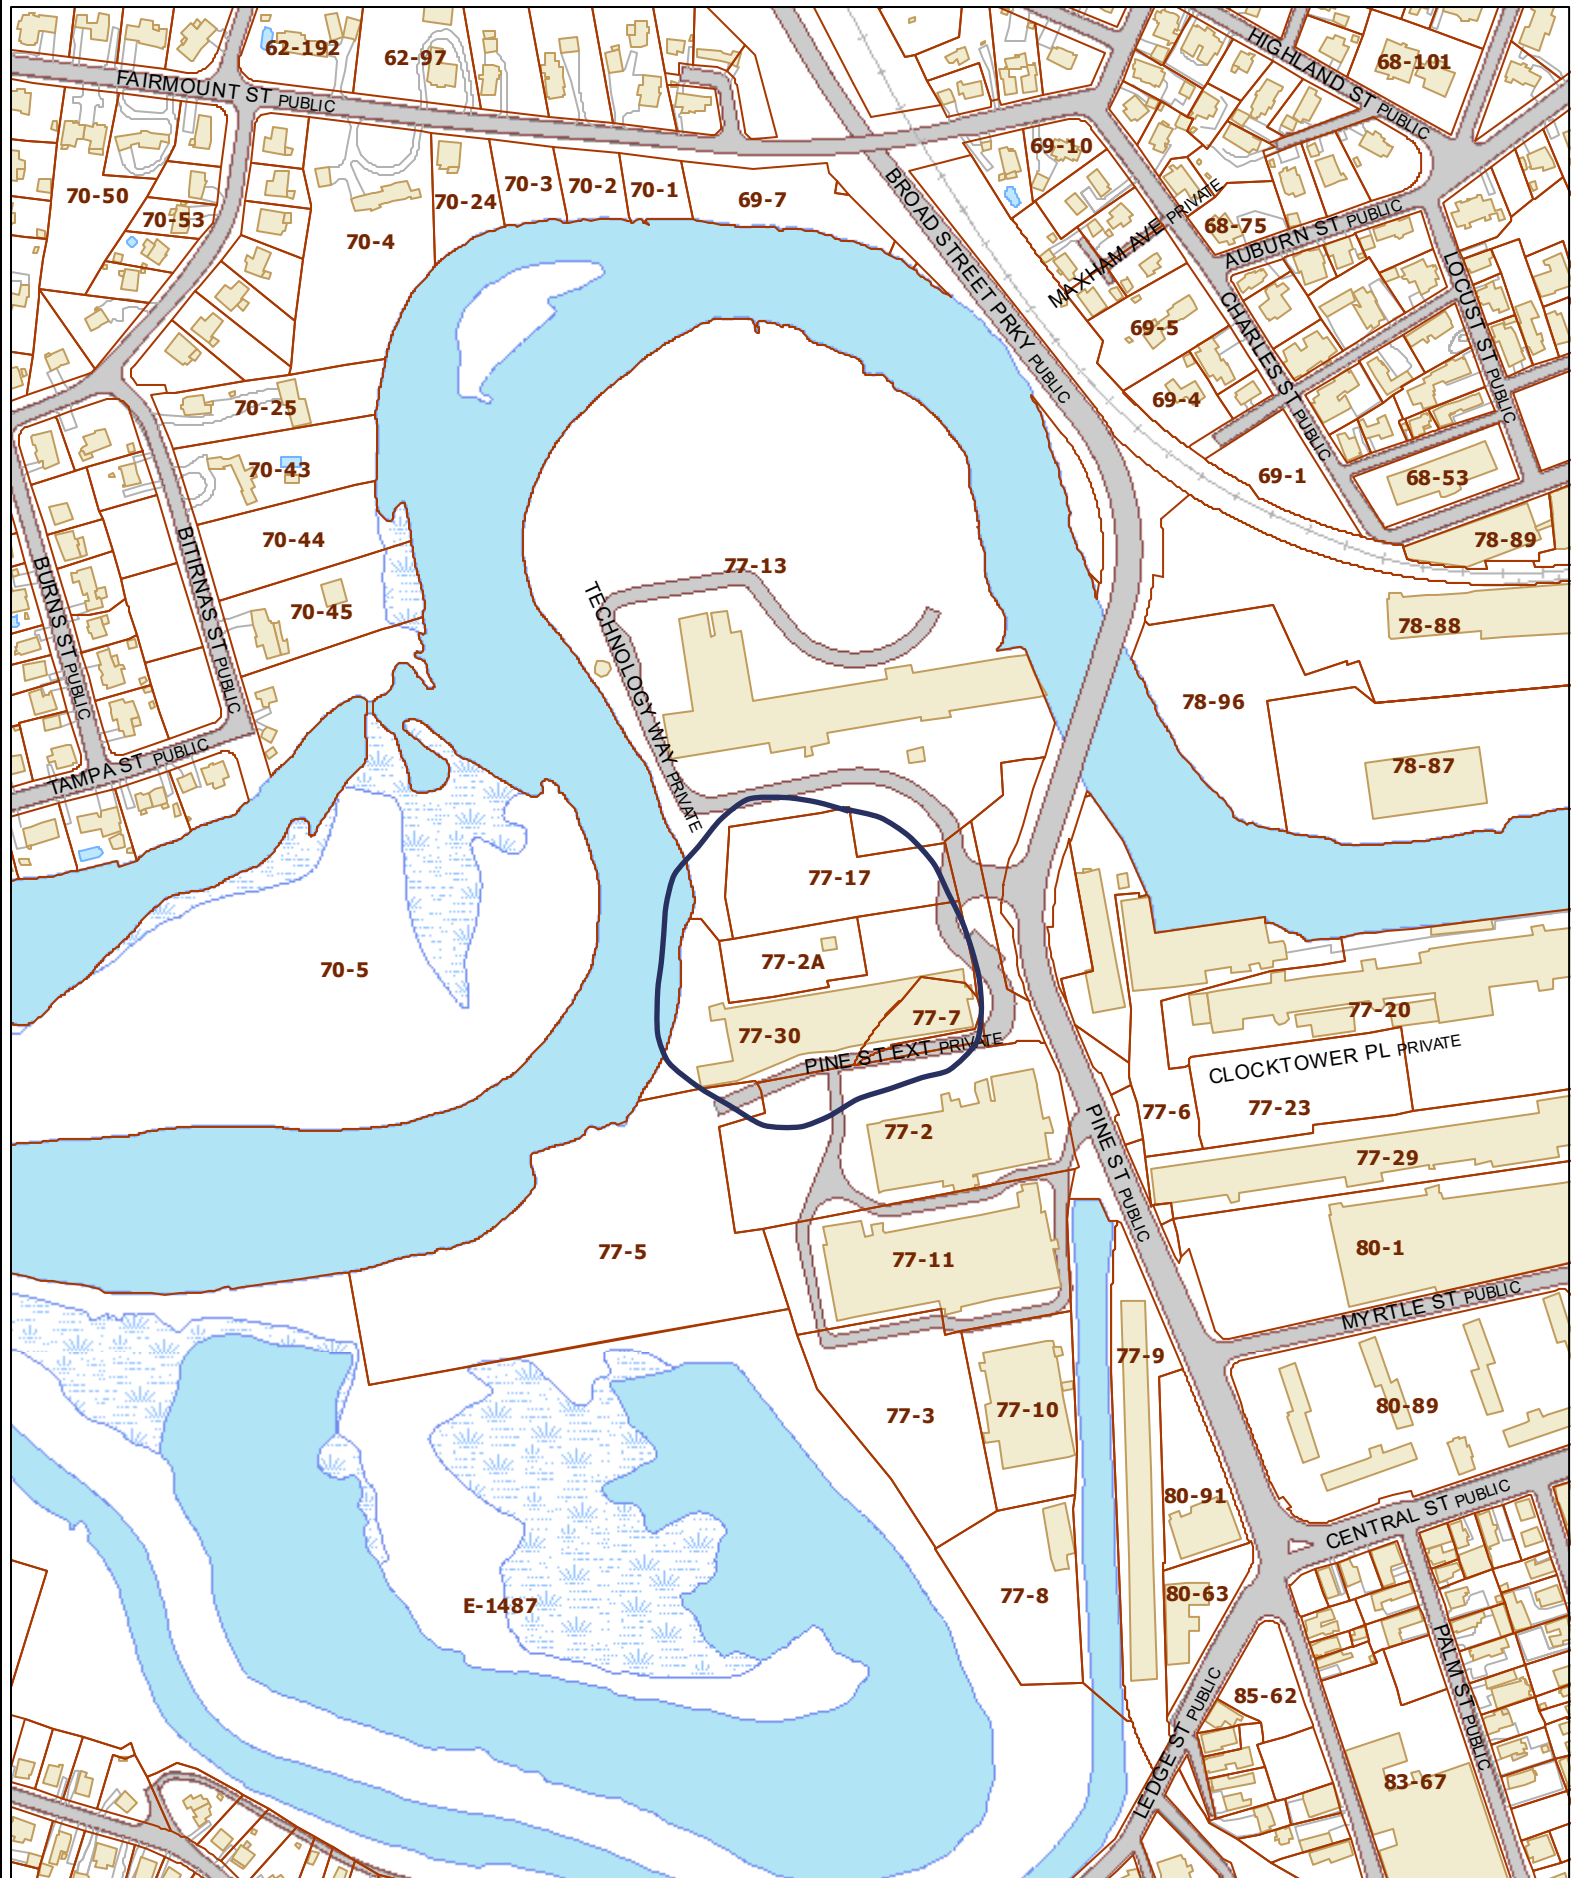 62-192
62-97
68-101
HIGHLAND ST PUBLIC
FAIRMOUNT ST PUBLIC
69-10
70-50
70-53
70-24
70-3
70-2
70-1
69-7
70-4
BROAD STREET PRKY PUBLIC
MAXHAM AVE PRIVATE
68-75
AUBURN ST PUBLIC
LOCUST ST PUBLIC
CHARLES ST PUBLIC
69-5
69-4
70-25
70-43
69-1
68-53
70-44
78-89
77-13
BITIRNAS ST PUBLIC
BURNS ST PUBLIC
70-45
78-88
TECHNOLOGY WAY PRIVATE
78-96
TAMPA ST PUBLIC
78-87
77-17
70-5
77-2A
77-30
77-7
77-20
PINE ST EXT PRIVATE
CLOCKTOWER PL PRIVATE
77-6
77-23
77-2
PINE ST PUBLIC
77-29
77-5
77-11
80-1
MYRTLE ST PUBLIC
77-9
77-3
77-10
80-89
80-91
CENTRAL ST PUBLIC
E-1487
77-8
80-63
PALM ST PUBLIC
85-62
LEDGE ST PUBLIC
83-67